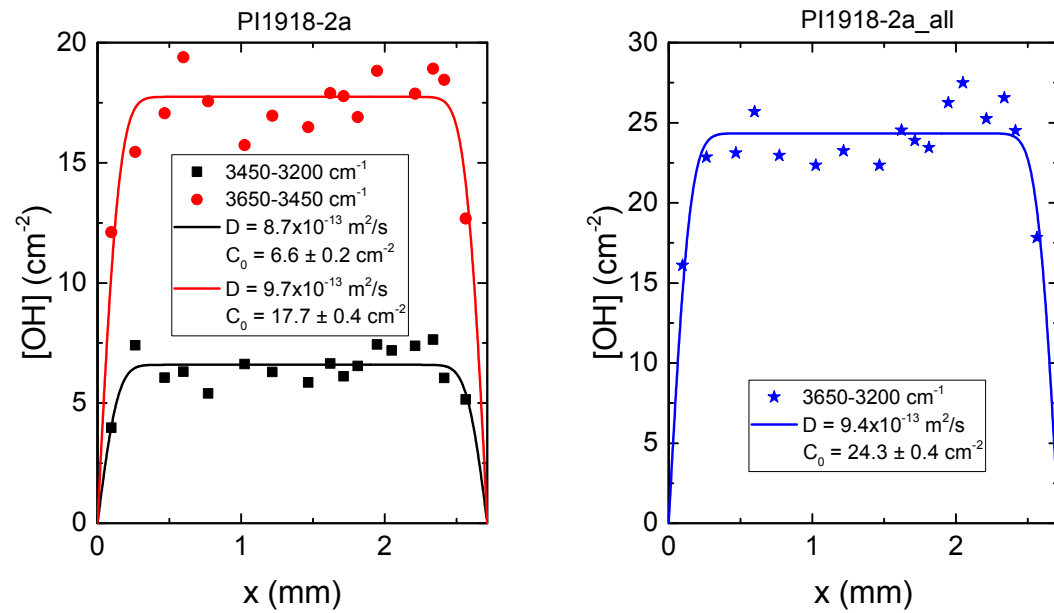 PI1918-2a
20
15
10
5
0
[OH] (cm⁻²)
3450-3200 cm⁻¹
3650-3450 cm⁻¹
D = 8.7x10⁻¹³ m²/s
C₀ = 6.6 ± 0.2 cm⁻²
D = 9.7x10⁻¹³ m²/s
C₀ = 17.7 ± 0.4 cm⁻²
0 1 2
x (mm)
PI1918-2a_all
30
25
20
15
10
5
0
[OH] (cm⁻²)
3650-3200 cm⁻¹
D = 9.4x10⁻¹³ m²/s
C₀ = 24.3 ± 0.4 cm⁻²
0 1 2
x (mm)